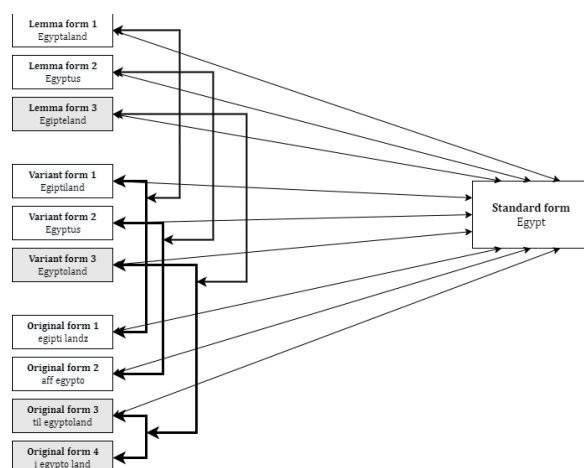 Lemma form 1
Egyptaland
Lemma form 2
Egyptus
Lemma form 3
Egipteland
Variant form 1
Egiptiland
Variant form 2
Egyptus
Variant form 3
Egyptoland
Standard form
Egypt
Original form 1
egipti landz
Original form 2
aff egypto
Original form 3
til egyptoland
Original form 4
i egypto land